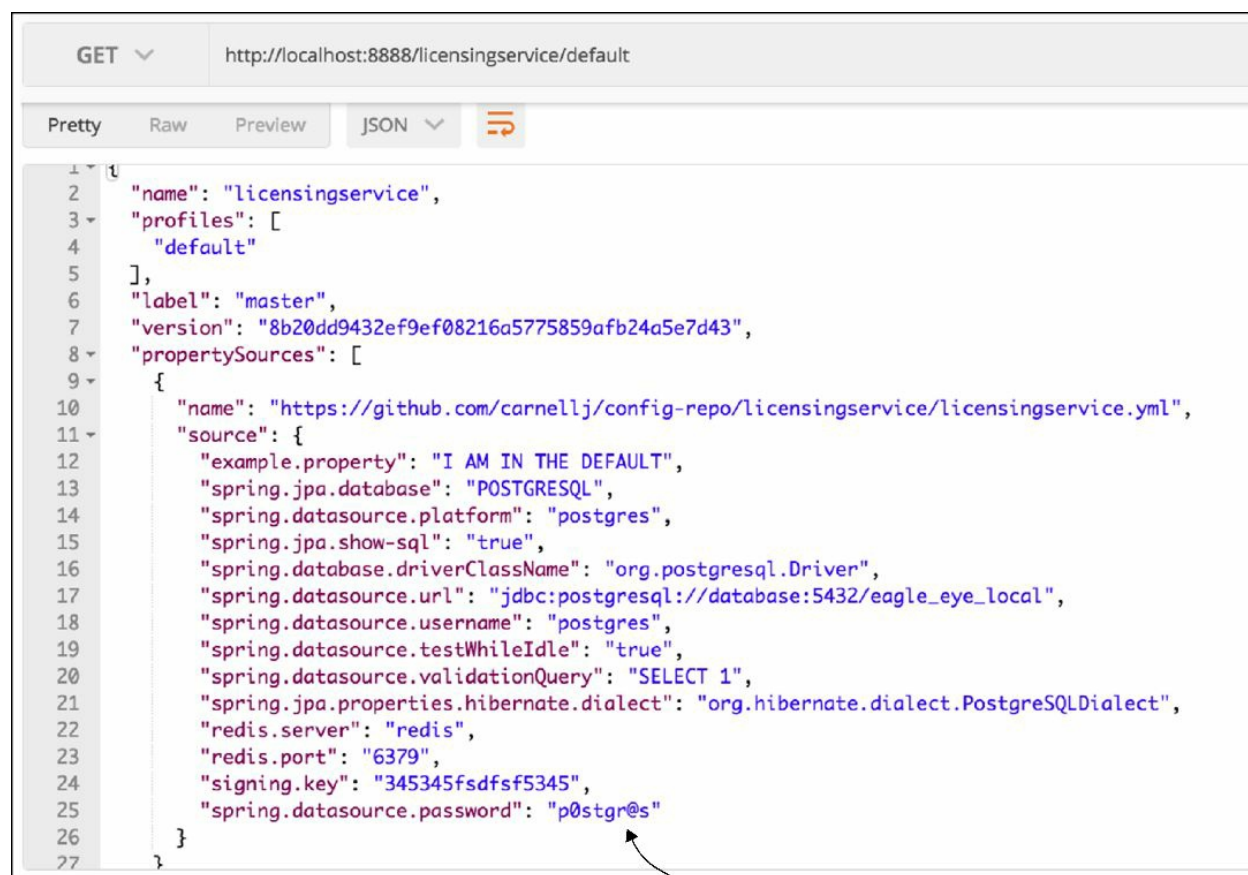 GET http://localhost:8888/licensingservice/default
Pretty Raw Preview JSON
1 {
2 "name": "licensingservice",
3 "profiles": [
4 "default"
5 ],
6 "label": "master",
7 "version": "8b20dd9432ef9ef08216a5775859afb24a5e7d43",
8 "propertySources": [
9 {
10 "name": "https://github.com/carnellj/config-repo/licensingservice/licensingservice.yml",
11 "source": {
12 "example.property": "I AM IN THE DEFAULT",
13 "spring.jpa.database": "POSTGRESQL",
14 "spring.datasource.platform": "postgres",
15 "spring.jpa.show-sql": "true",
16 "spring.database.driverClassName": "org.postgresql.Driver",
17 "spring.datasource.url": "jdbc:postgresql://database:5432/eagle_eye_local",
18 "spring.datasource.username": "postgres",
19 "spring.datasource.testWhileIdle": "true",
20 "spring.datasource.validationQuery": "SELECT 1",
21 "spring.jpa.properties.hibernate.dialect": "org.hibernate.dialect.PostgreSQLDialect",
22 "redis.server": "redis",
23 "redis.port": "6379",
24 "signing.key": "345345fsdfsf5345",
25 "spring.datasource.password": "p0stgr@s"
26 }
27 }